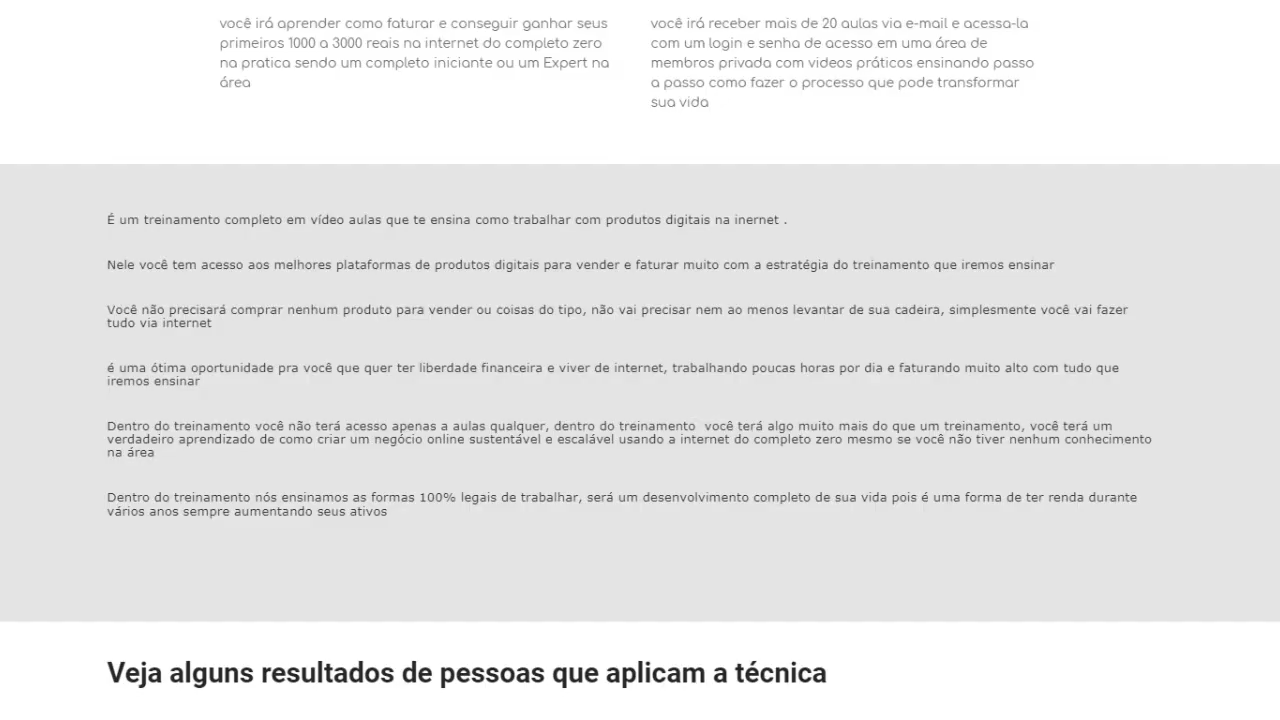 você irá aprender como faturar e conseguir ganhar seus
primeiros 1000 a 3000 reais na internet do completo zero
na pratica sendo um completo iniciante ou um Expert na
área
você irá receber mais de 20 aulas via e-mail e acessa-la
com um login e senha de acesso em uma área de
membros privada com videos práticos ensinando passo
a passo como fazer o processo que pode transformar
sua vida
É um treinamento completo em vídeo aulas que te ensina como trabalhar com produtos digitais na inernet .
Nele você tem acesso aos melhores plataformas de produtos digitais para vender e faturar muito com a estratégia do treinamento que iremos ensinar
Você não precisará comprar nenhum produto para vender ou coisas do tipo, não vai precisar nem ao menos levantar de sua cadeira, simplesmente você vai fazer
tudo via internet
é uma ótima oportunidade pra você que quer ter liberdade financeira e viver de internet, trabalhando poucas horas por dia e faturando muito alto com tudo que
iremos ensinar
Dentro do treinamento você não terá acesso apenas a aulas qualquer, dentro do treinamento  você terá algo muito mais do que um treinamento, você terá um
verdadeiro aprendizado de como criar um negócio online sustentável e escalável usando a internet do completo zero mesmo se você não tiver nenhum conhecimento
na área
Dentro do treinamento nós ensinamos as formas 100% legais de trabalhar, será um desenvolvimento completo de sua vida pois é uma forma de ter renda durante
vários anos sempre aumentando seus ativos
Veja alguns resultados de pessoas que aplicam a técnica